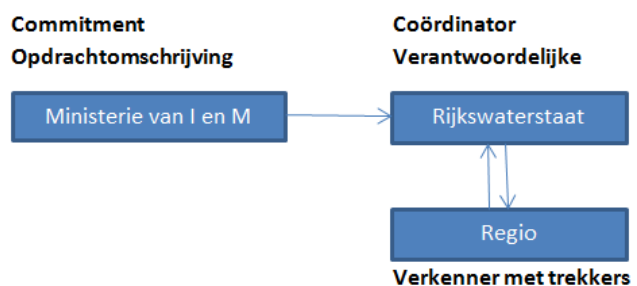 Commitment
Opdrachtomschrijving
Coördinator
Verantwoordelijke
Ministerie van I en M
Rijkswaterstaat
Regio
Verkenner met trekkers